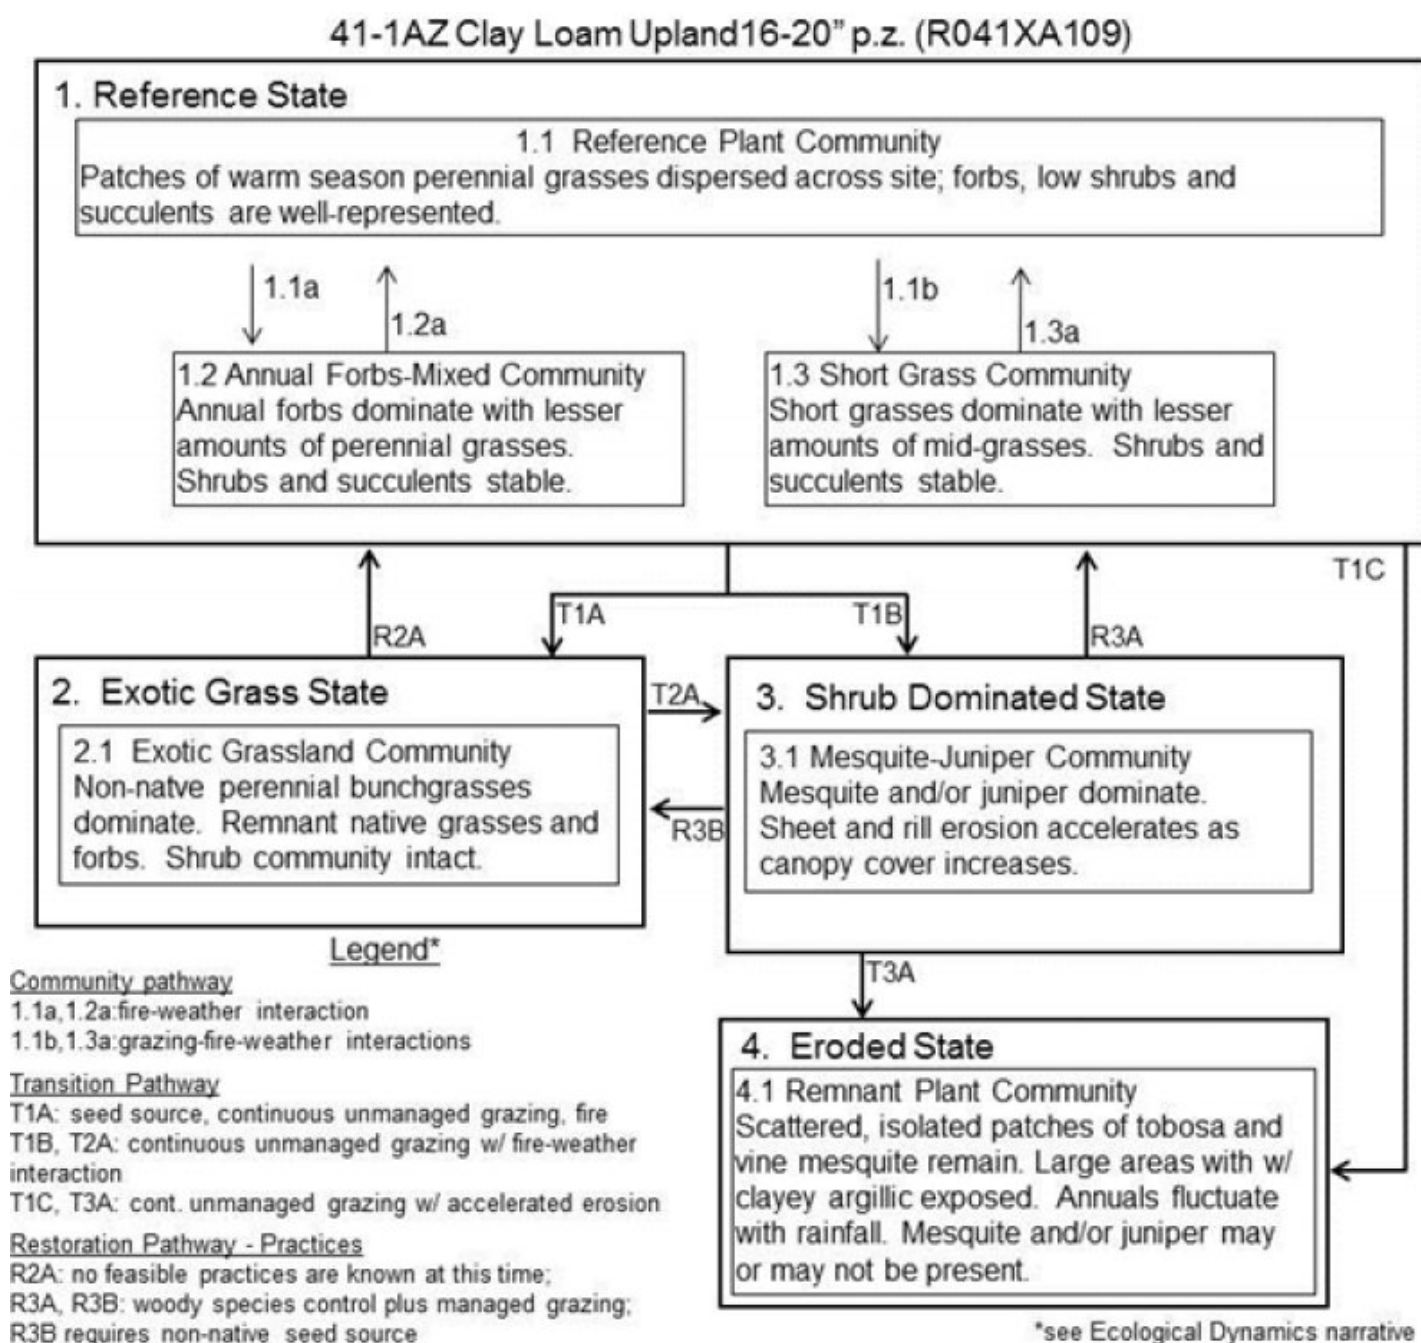 41-1AZ Clay Loam Upland16-20” p.z. (R041XA109)
1. Reference State
1.1 Reference Plant Community
Patches of warm season perennial grasses dispersed across site; forbs, low shrubs and
succulents are well-represented.
1.1a
1.2a
1.1b
1.3a
1.2 Annual Forbs-Mixed Community
Annual forbs dominate with lesser
amounts of perennial grasses.
Shrubs and succulents stable.
1.3 Short Grass Community
Short grasses dominate with lesser
amounts of mid-grasses. Shrubs and
succulents stable.
R2A
T1A
T1B
R3A
T1C
2. Exotic Grass State
2.1 Exotic Grassland Community
Non-natve perennial bunchgrasses
dominate. Remnant native grasses and
forbs. Shrub community intact.
T2A
R3B
3. Shrub Dominated State
3.1 Mesquite-Juniper Community
Mesquite and/or juniper dominate.
Sheet and rill erosion accelerates as
canopy cover increases.
T3A
4. Eroded State
4.1 Remnant Plant Community
Scattered, isolated patches of tobosa and
vine mesquite remain. Large areas with w/
clayey argillic exposed. Annuals fluctuate
with rainfall. Mesquite and/or juniper may
or may not be present.
Legend*
Community pathway
1.1a,1.2a:fire-weather interaction
1.1b,1.3a:grazing-fire-weather interactions
Transition Pathway
T1A: seed source, continuous unmanaged grazing, fire
T1B, T2A: continuous unmanaged grazing w/ fire-weather
interaction
T1C, T3A: cont. unmanaged grazing w/ accelerated erosion
Restoration Pathway - Practices
R2A: no feasible practices are known at this time;
R3A, R3B: woody species control plus managed grazing;
R3B requires non-native seed source
*see Ecological Dynamics narrative